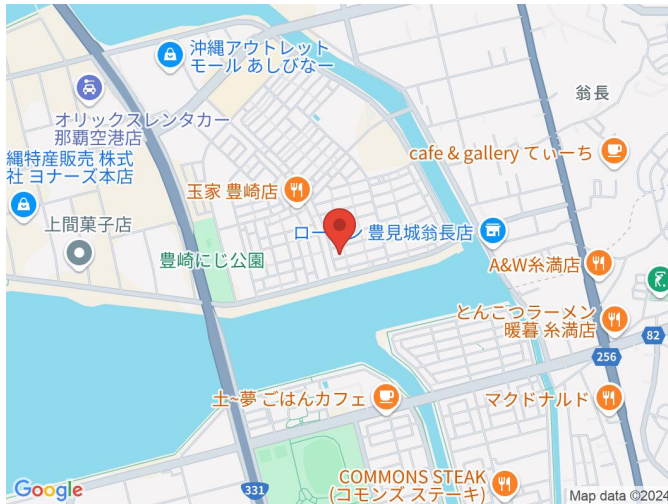 沖縄アウトレット
モール あしびなー
オリックスレンタカー
那覇空港店
翁長
cafe & gallery てぃーち
縄特産販売 株式
社 ヨナーズ本店
玉家 豊崎店
上間菓子店
ロー
ン 豊見城翁長店
豊崎にじ公園
A&W糸満店
とんこつラーメン
暖暮 糸満店
82
256
土~夢 ごはんカフェ
マクドナルド
COMMONS STEAK
(コモンズ ステーキ)
331
Google
Map data ©2024